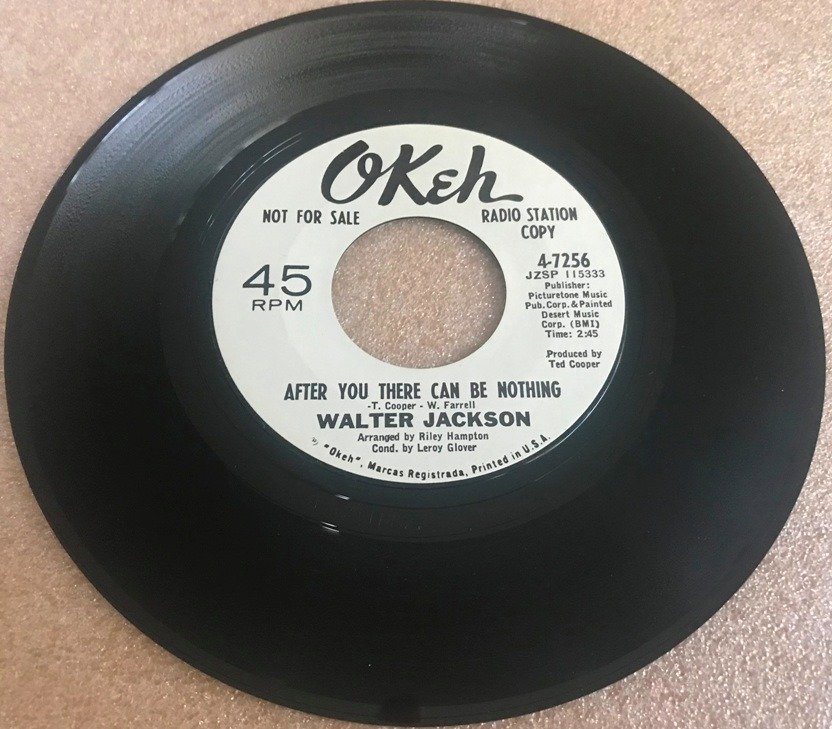 OKeh
NOT FOR SALE
RADIO STATION
COPY
45
RPM
4-7256
JZSP 115333
Publisher:
Picturetone Music
Pub. Corp. & Painted
Desert Music
Corp. (BMI)
Time: 2:45
Produced by
Ted Cooper
AFTER YOU THERE CAN BE NOTHING
-T. Cooper - W. Farrell-
WALTER JACKSON
Arranged by Riley Hampton
Cond. by Leroy Glover
"Okeh", Marcas Registrada, Printed in U.S.A.